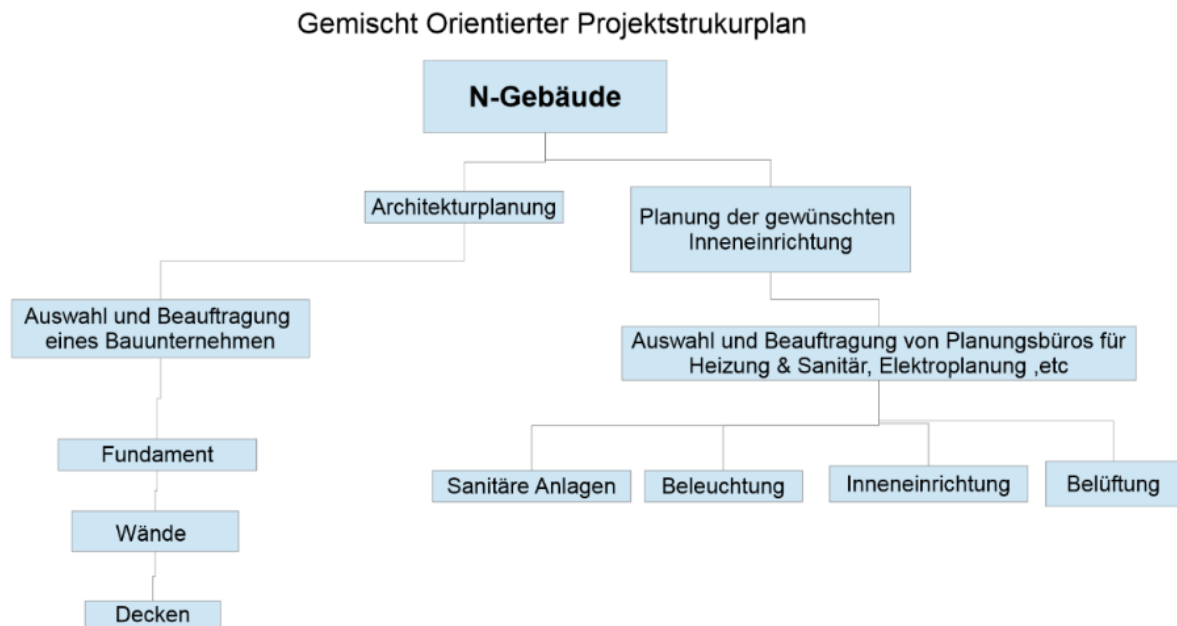 Gemischt Orientierter Projektstrukurplan
N-Gebäude
Architekturplanung
Planung der gewünschten
Inneneinrichtung
Auswahl und Beauftragung
eines Bauunternehmen
Auswahl und Beauftragung von Planungsbüros für
Heizung & Sanitär, Elektroplanung ,etc
Fundament
Wände
Decken
Sanitäre Anlagen
Beleuchtung
Inneneinrichtung
Belüftung